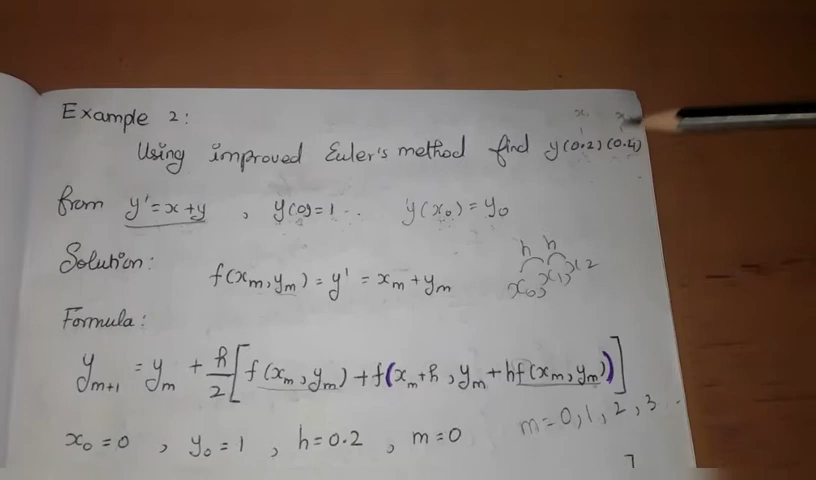 Example 2:
x₁ x
Using improved Euler's method find y(0.2)(0.4)
from y' = x+y , y(0)=1 .. y(x₀) = y₀
h h
Solution: f(xₘ,yₘ) = y' = xₘ + yₘ x₀, x₁, x2
Formula:
yₘ₊₁ = yₘ + h/2 [f(xₘ,yₘ) + f(xₘ+h, yₘ + hf(xₘ,yₘ))]
x₀ = 0 , y₀ = 1 , h = 0.2 , m = 0 m = 0, 1, 2, 3 ..
7